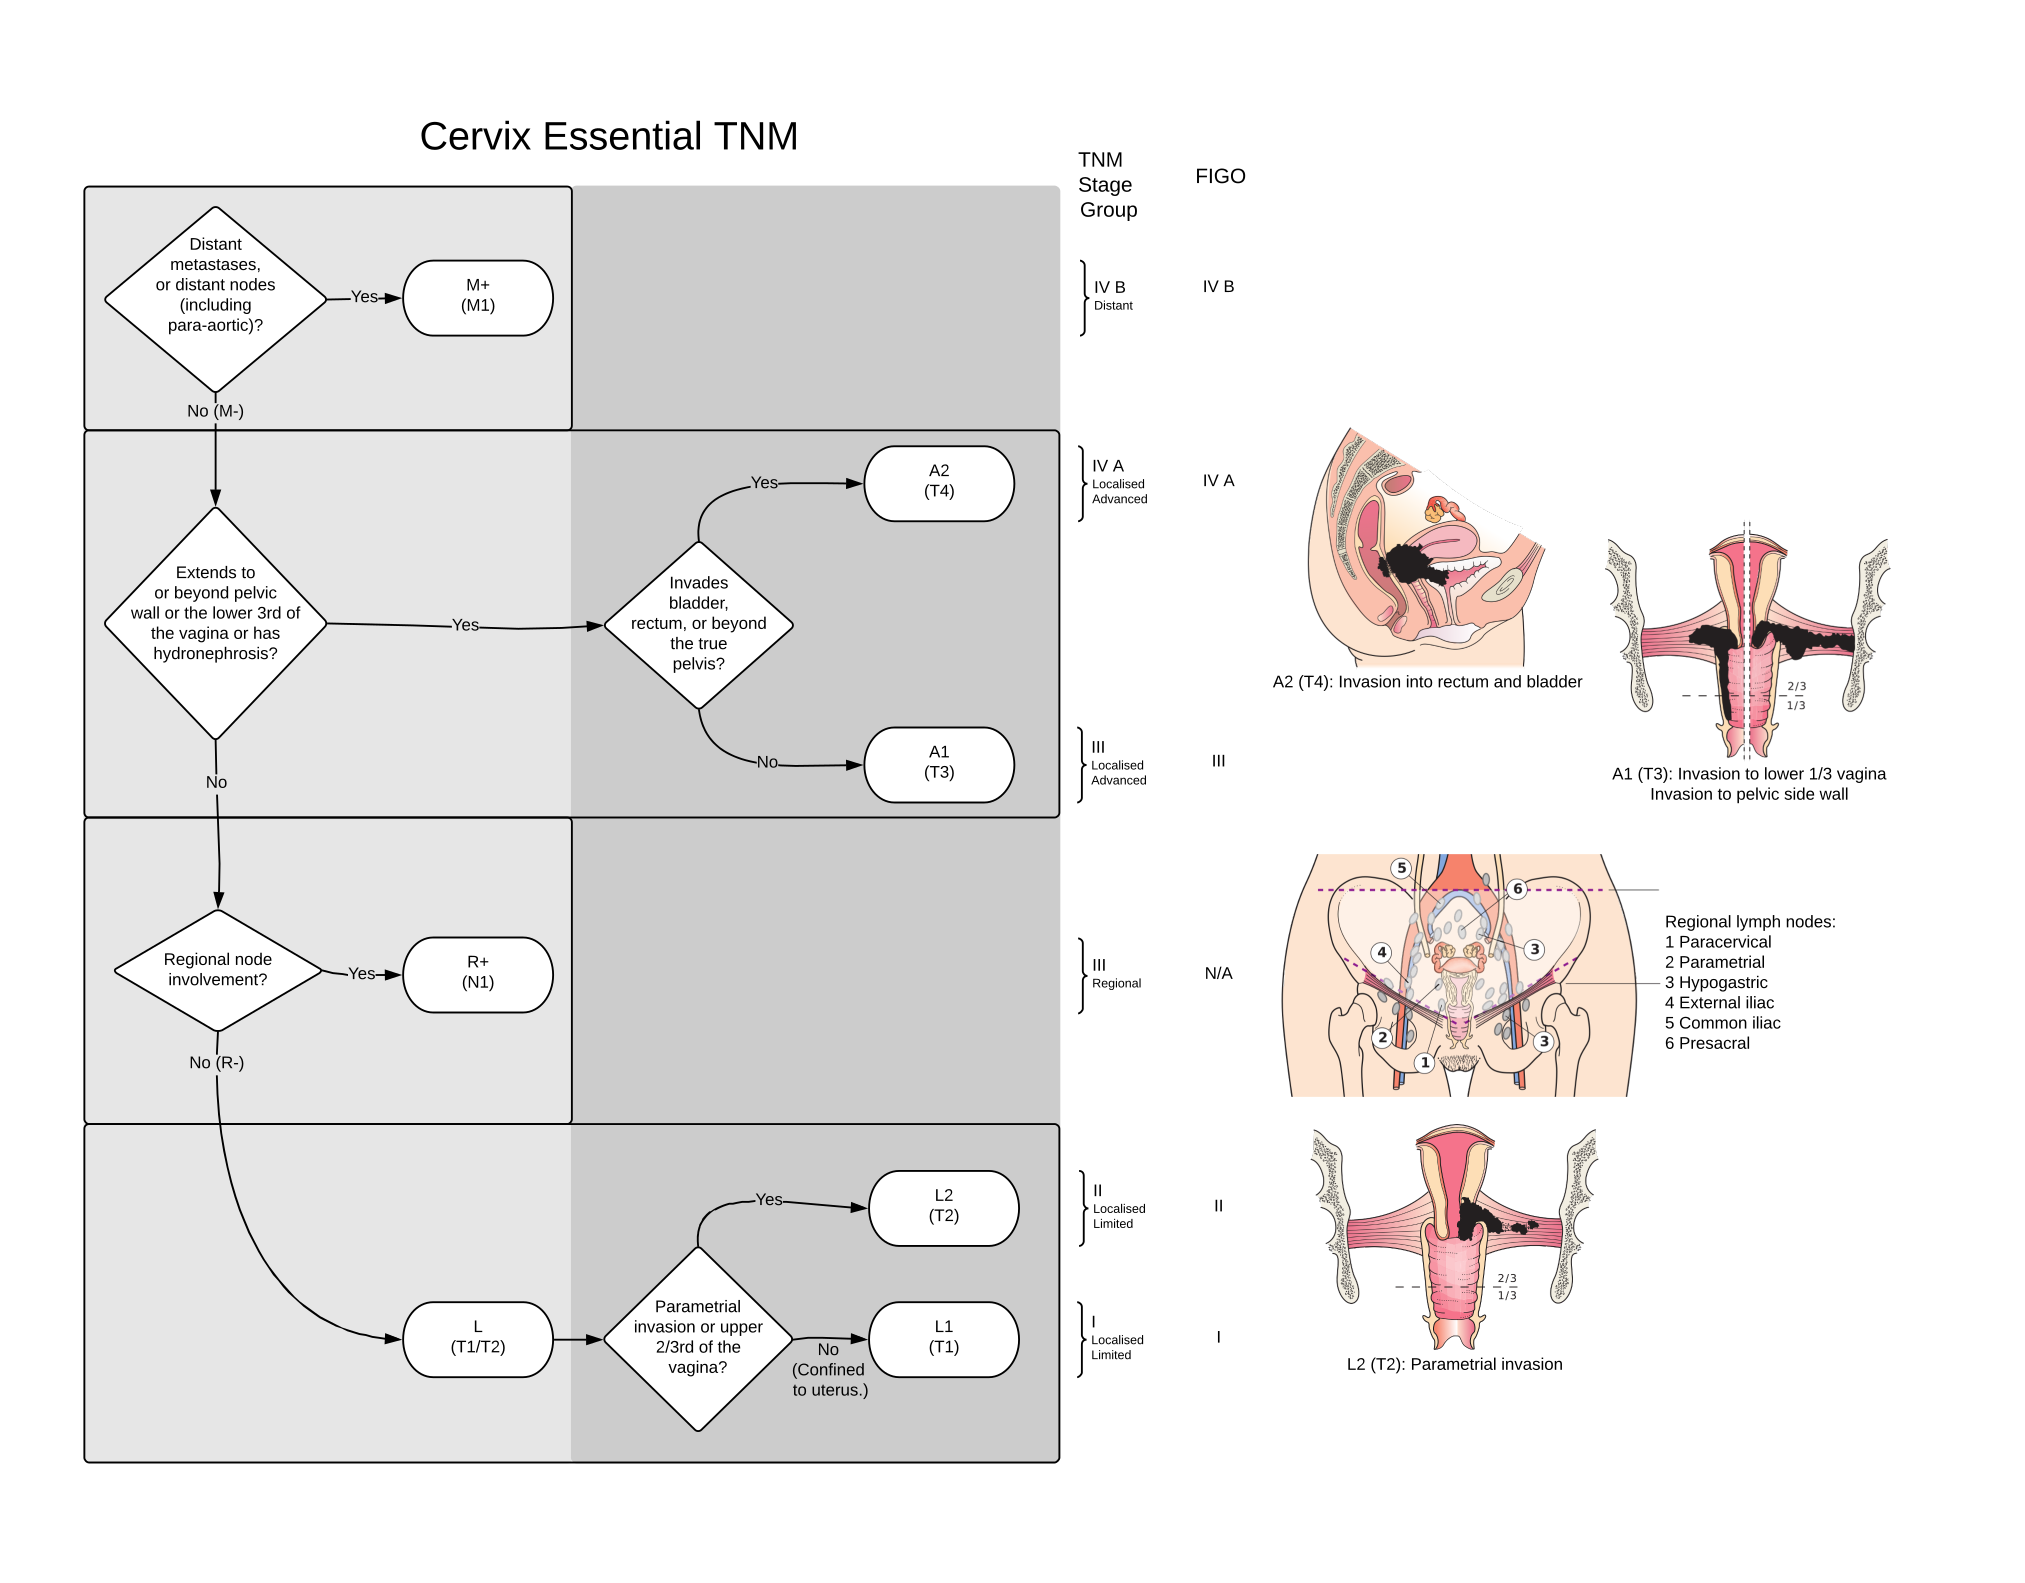 Cervix Essential TNM
TNM
Stage
Group
FIGO
Distant
metastases,
or distant nodes
(including
para-aortic)?
Yes
M+
(M1)
IV B
Distant
IV B
No (M-)
Extends to
or beyond pelvic
wall or the lower 3rd of
the vagina or has
hydronephrosis?
Yes
Invades
bladder,
rectum, or beyond
the true
pelvis?
Yes
A2
(T4)
IV A
Localised
Advanced
IV A
No
A1
(T3)
III
Localised
Advanced
III
A2 (T4): Invasion into rectum and bladder
2/3
1/3
A1 (T3): Invasion to lower 1/3 vagina
Invasion to pelvic side wall
No
Regional node
involvement?
Yes
R+
(N1)
III
Regional
N/A
5
6
3
4
2
3
1
Regional lymph nodes:
1 Paracervical
2 Parametrial
3 Hypogastric
4 External iliac
5 Common iliac
6 Presacral
No (R-)
L
(T1/T2)
Parametrial
invasion or upper
2/3rd of the
vagina?
Yes
L2
(T2)
II
Localised
Limited
II
No
(Confined
to uterus.)
L1
(T1)
I
Localised
Limited
I
2/3
1/3
L2 (T2): Parametrial invasion